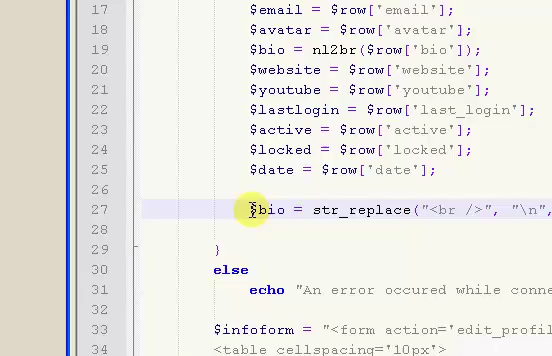 17 $email = $row['email'];
18 $avatar = $row['avatar'];
19 $bio = nl2br($row['bio']);
20 $website = $row['website'];
21 $youtube = $row['youtube'];
22 $lastlogin = $row['last_login'];
23 $active = $row['active'];
24 $locked = $row['locked'];
25 $date = $row['date'];
26
27 $bio = str_replace("<br />", "\n",
28
29 }
30 else
31 echo "An error occured while conne
32
33 $infoform = "<form action='edit_profil
34 <table cellspacing='10px'>